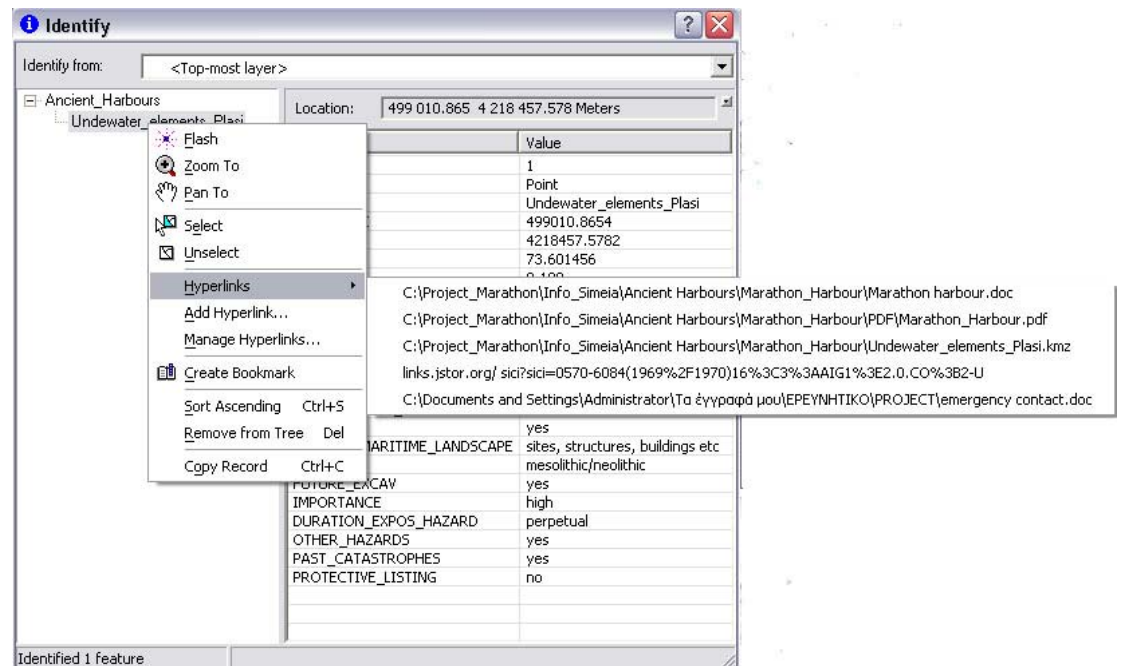 Identify
Identify from: <Top-most layer>
Ancient_Harbours
Undewater_elements_Plasi
Location: 499 010.865 4 218 457.578 Meters
Value
1
Point
Undewater_elements_Plasi
499010.8654
4218457.5782
73.601456
Flash
Zoom To
Pan To
Select
Unselect
Hyperlinks
Add Hyperlink...
Manage Hyperlinks...
Create Bookmark
Sort Ascending Ctrl+S
Remove from Tree Del
Copy Record Ctrl+C
C:\Project_Marathon\Info_Simeia\Ancient Harbours\Marathon_Harbour\Marathon harbour.doc
C:\Project_Marathon\Info_Simeia\Ancient Harbours\Marathon_Harbour\PDF\Marathon_Harbour.pdf
C:\Project_Marathon\Info_Simeia\Ancient Harbours\Marathon_Harbour\Undewater_elements_Plasi.kmz
links.jstor.org/ sici?sici=0570-6084(1969%2F1970)16%3C3%3AAIG1%3E2.0.CO%3B2-U
C:\Documents and Settings\Administrator\Τα έγγραφά μου\ΕΡΕΥΝΗΤΙΚΟ\PROJECT\emergency contact.doc
yes
MARITIME_LANDSCAPE sites, structures, buildings etc
mesolithic/neolithic
FUTURE_EXCAV yes
IMPORTANCE high
DURATION_EXPOS_HAZARD perpetual
OTHER_HAZARDS yes
PAST_CATASTROPHES yes
PROTECTIVE_LISTING no
Identified 1 feature